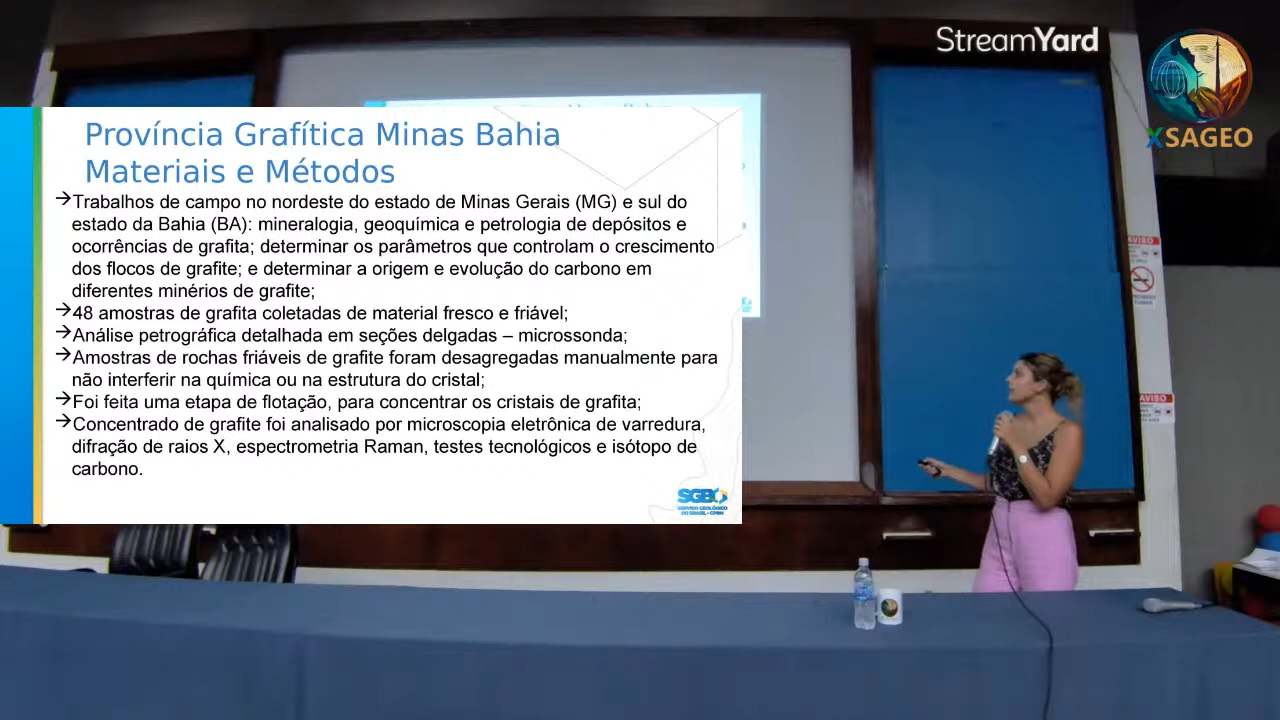 StreamYard
XSAGEO
Província Grafítica Minas Bahia
Materiais e Métodos
→Trabalhos de campo no nordeste do estado de Minas Gerais (MG) e sul do
estado da Bahia (BA): mineralogia, geoquímica e petrologia de depósitos e
ocorrências de grafita; determinar os parâmetros que controlam o crescimento
dos flocos de grafite; e determinar a origem e evolução do carbono em
diferentes minérios de grafite;
→48 amostras de grafita coletadas de material fresco e friável;
→Análise petrográfica detalhada em seções delgadas – microssonda;
→Amostras de rochas friáveis de grafite foram desagregadas manualmente para
não interferir na química ou na estrutura do cristal;
→Foi feita uma etapa de flotação, para concentrar os cristais de grafita;
→Concentrado de grafite foi analisado por microscopia eletrônica de varredura,
difração de raios X, espectrometria Raman, testes tecnológicos e isótopo de
carbono.
SGB
SERVIÇO GEOLÓGICO
DO BRASIL - CPRM
AVISO
AVISO